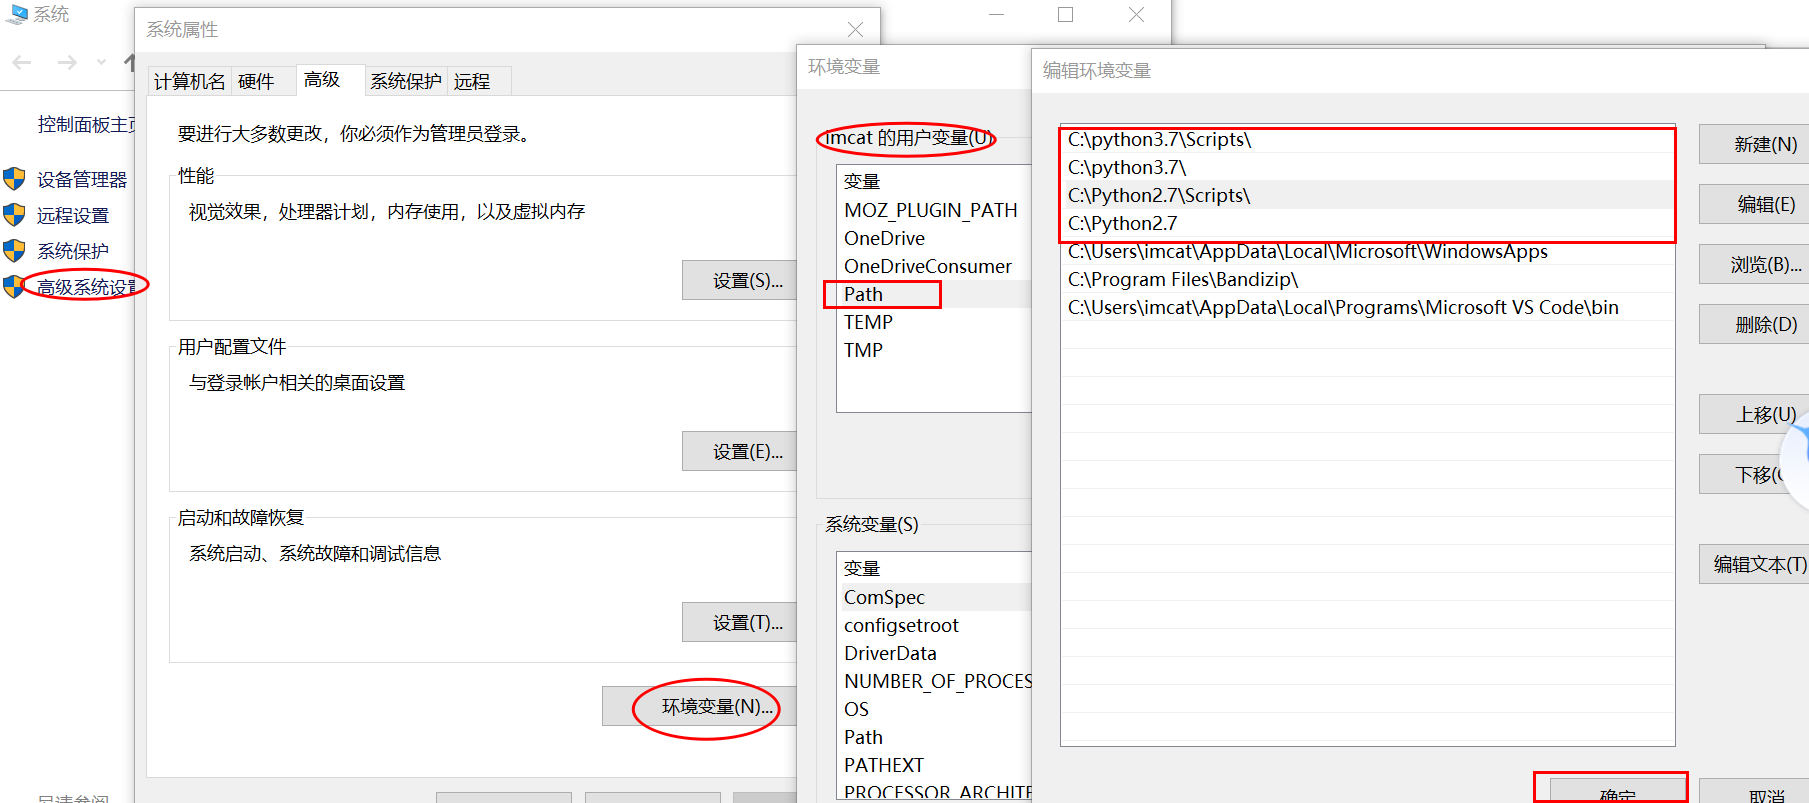 系统
控制面板主页
设备管理器
远程设置
系统保护
高级系统设置
另请参阅
系统属性
计算机名
硬件
高级
系统保护
远程
要进行大多数更改，你必须作为管理员登录。
性能
视觉效果，处理器计划，内存使用，以及虚拟内存
设置(S)...
用户配置文件
与登录帐户相关的桌面设置
设置(E)...
启动和故障恢复
系统启动、系统故障和调试信息
设置(T)...
环境变量(N)...
环境变量
imcat 的用户变量(U)
变量
MOZ_PLUGIN_PATH
OneDrive
OneDriveConsumer
Path
TEMP
TMP
系统变量(S)
变量
ComSpec
configsetroot
DriverData
NUMBER_OF_PROCES
OS
Path
PATHEXT
PROCESSOR_ARCHITE
编辑环境变量
C:\python3.7\Scripts\
C:\python3.7\
C:\Python2.7\Scripts\
C:\Python2.7
C:\Users\imcat\AppData\Local\Microsoft\WindowsApps
C:\Program Files\Bandizip\
C:\Users\imcat\AppData\Local\Programs\Microsoft VS Code\bin
新建(N)
编辑(E)
浏览(B)...
删除(D)
上移(U)
下移(
编辑文本(T)
确定
取消